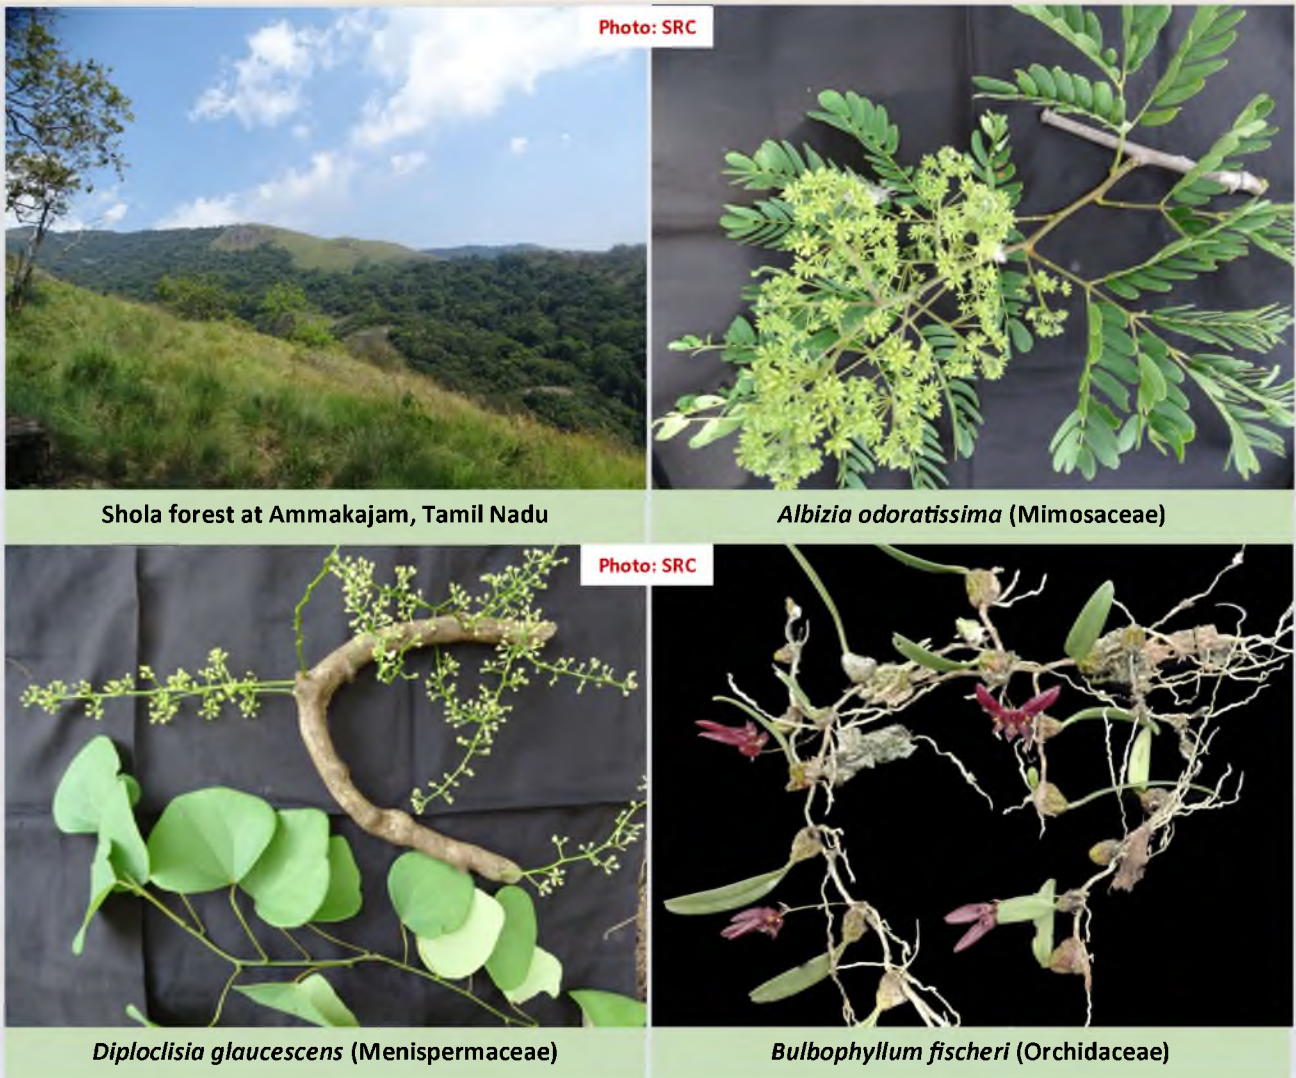 Photo: SRC
Shola forest at Ammakajam, Tamil Nadu
Albizia odoratissima (Mimosaceae)
Photo: SRC
Diploclisia glaucescens (Menispermaceae)
Bulbophyllum fischeri (Orchidaceae)